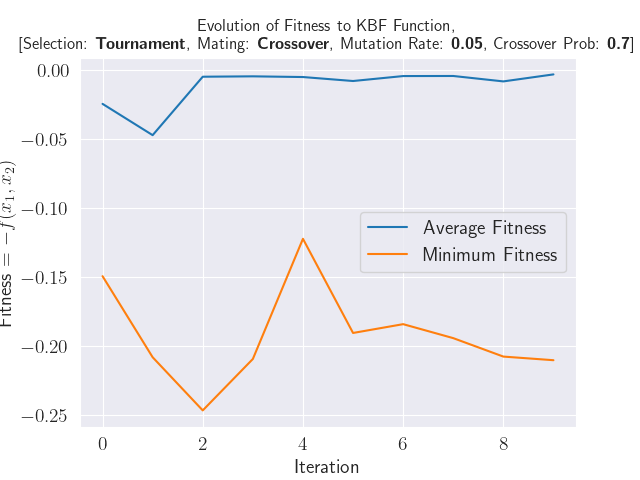 Evolution of Fitness to KBF Function,
[Selection: Tournament, Mating: Crossover, Mutation Rate: 0.05, Crossover Prob: 0.7]
Fitness = −f(x₁, x₂)
0.00
−0.05
−0.10
−0.15
−0.20
−0.25
Average Fitness
Minimum Fitness
0 2 4 6 8
Iteration